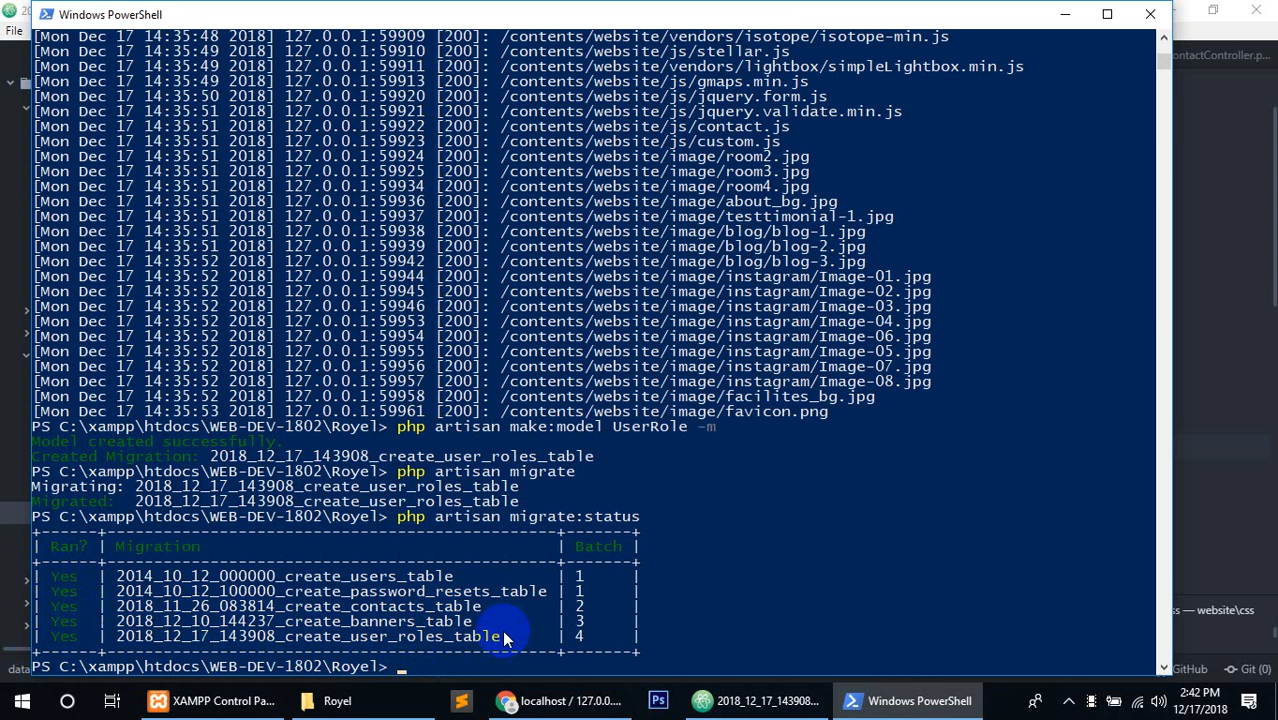 Windows PowerShell
File
ontactController.p...
[Mon Dec 17 14:35:48 2018] 127.0.0.1:59909 [200]: /contents/website/vendors/isotope/isotope-min.js
[Mon Dec 17 14:35:49 2018] 127.0.0.1:59910 [200]: /contents/website/js/stellar.js
[Mon Dec 17 14:35:49 2018] 127.0.0.1:59911 [200]: /contents/website/vendors/lightbox/simpleLightbox.min.js
[Mon Dec 17 14:35:49 2018] 127.0.0.1:59913 [200]: /contents/website/js/gmaps.min.js
[Mon Dec 17 14:35:50 2018] 127.0.0.1:59920 [200]: /contents/website/js/jquery.form.js
[Mon Dec 17 14:35:51 2018] 127.0.0.1:59921 [200]: /contents/website/js/jquery.validate.min.js
[Mon Dec 17 14:35:51 2018] 127.0.0.1:59922 [200]: /contents/website/js/contact.js
[Mon Dec 17 14:35:51 2018] 127.0.0.1:59923 [200]: /contents/website/js/custom.js
[Mon Dec 17 14:35:51 2018] 127.0.0.1:59924 [200]: /contents/website/image/room2.jpg
[Mon Dec 17 14:35:51 2018] 127.0.0.1:59925 [200]: /contents/website/image/room3.jpg
[Mon Dec 17 14:35:51 2018] 127.0.0.1:59934 [200]: /contents/website/image/room4.jpg
[Mon Dec 17 14:35:51 2018] 127.0.0.1:59936 [200]: /contents/website/image/about_bg.jpg
[Mon Dec 17 14:35:51 2018] 127.0.0.1:59937 [200]: /contents/website/image/testtimonial-1.jpg
[Mon Dec 17 14:35:51 2018] 127.0.0.1:59938 [200]: /contents/website/image/blog/blog-1.jpg
[Mon Dec 17 14:35:51 2018] 127.0.0.1:59939 [200]: /contents/website/image/blog/blog-2.jpg
[Mon Dec 17 14:35:52 2018] 127.0.0.1:59942 [200]: /contents/website/image/blog/blog-3.jpg
[Mon Dec 17 14:35:52 2018] 127.0.0.1:59944 [200]: /contents/website/image/instagram/Image-01.jpg
[Mon Dec 17 14:35:52 2018] 127.0.0.1:59945 [200]: /contents/website/image/instagram/Image-02.jpg
[Mon Dec 17 14:35:52 2018] 127.0.0.1:59946 [200]: /contents/website/image/instagram/Image-03.jpg
[Mon Dec 17 14:35:52 2018] 127.0.0.1:59953 [200]: /contents/website/image/instagram/Image-04.jpg
[Mon Dec 17 14:35:52 2018] 127.0.0.1:59954 [200]: /contents/website/image/instagram/Image-06.jpg
[Mon Dec 17 14:35:52 2018] 127.0.0.1:59955 [200]: /contents/website/image/instagram/Image-05.jpg
[Mon Dec 17 14:35:52 2018] 127.0.0.1:59956 [200]: /contents/website/image/instagram/Image-07.jpg
[Mon Dec 17 14:35:52 2018] 127.0.0.1:59957 [200]: /contents/website/image/instagram/Image-08.jpg
[Mon Dec 17 14:35:52 2018] 127.0.0.1:59958 [200]: /contents/website/image/facilites_bg.jpg
[Mon Dec 17 14:35:53 2018] 127.0.0.1:59961 [200]: /contents/website/image/favicon.png
PS C:\xampp\htdocs\WEB-DEV-1802\Royel> php artisan make:model UserRole -m
Model created successfully.
Created Migration: 2018_12_17_143908_create_user_roles_table
PS C:\xampp\htdocs\WEB-DEV-1802\Royel> php artisan migrate
Migrating: 2018_12_17_143908_create_user_roles_table
Migrated:  2018_12_17_143908_create_user_roles_table
PS C:\xampp\htdocs\WEB-DEV-1802\Royel> php artisan migrate:status
+------+------------------------------------------------+-------+
| Ran? | Migration | Batch |
+------+------------------------------------------------+-------+
| Yes | 2014_10_12_000000_create_users_table | 1 |
| Yes | 2014_10_12_100000_create_password_resets_table | 1 |
| Yes | 2018_11_26_083814_create_contacts_table | 2 |
| Yes | 2018_12_10_144237_create_banners_table | 3 |
| Yes | 2018_12_17_143908_create_user_roles_table | 4 |
+------+------------------------------------------------+-------+
PS C:\xampp\htdocs\WEB-DEV-1802\Royel> _
ss — website\css
data
GitHub
Git (0)
XAMPP Control Pa...
Royel
localhost / 127.0.0....
Ps
2018_12_17_143908...
Windows PowerShell
2:42 PM
12/17/2018